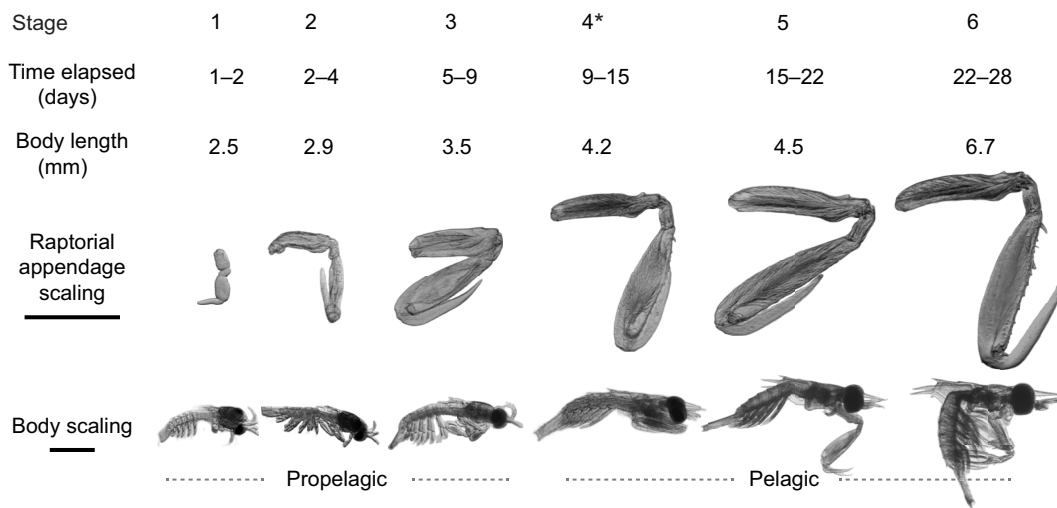 Stage 1 2 3 4* 5 6
Time elapsed
(days) 1–2 2–4 5–9 9–15 15–22 22–28
Body length
(mm) 2.5 2.9 3.5 4.2 4.5 6.7
Raptorial
appendage
scaling
Body scaling
Propelagic Pelagic